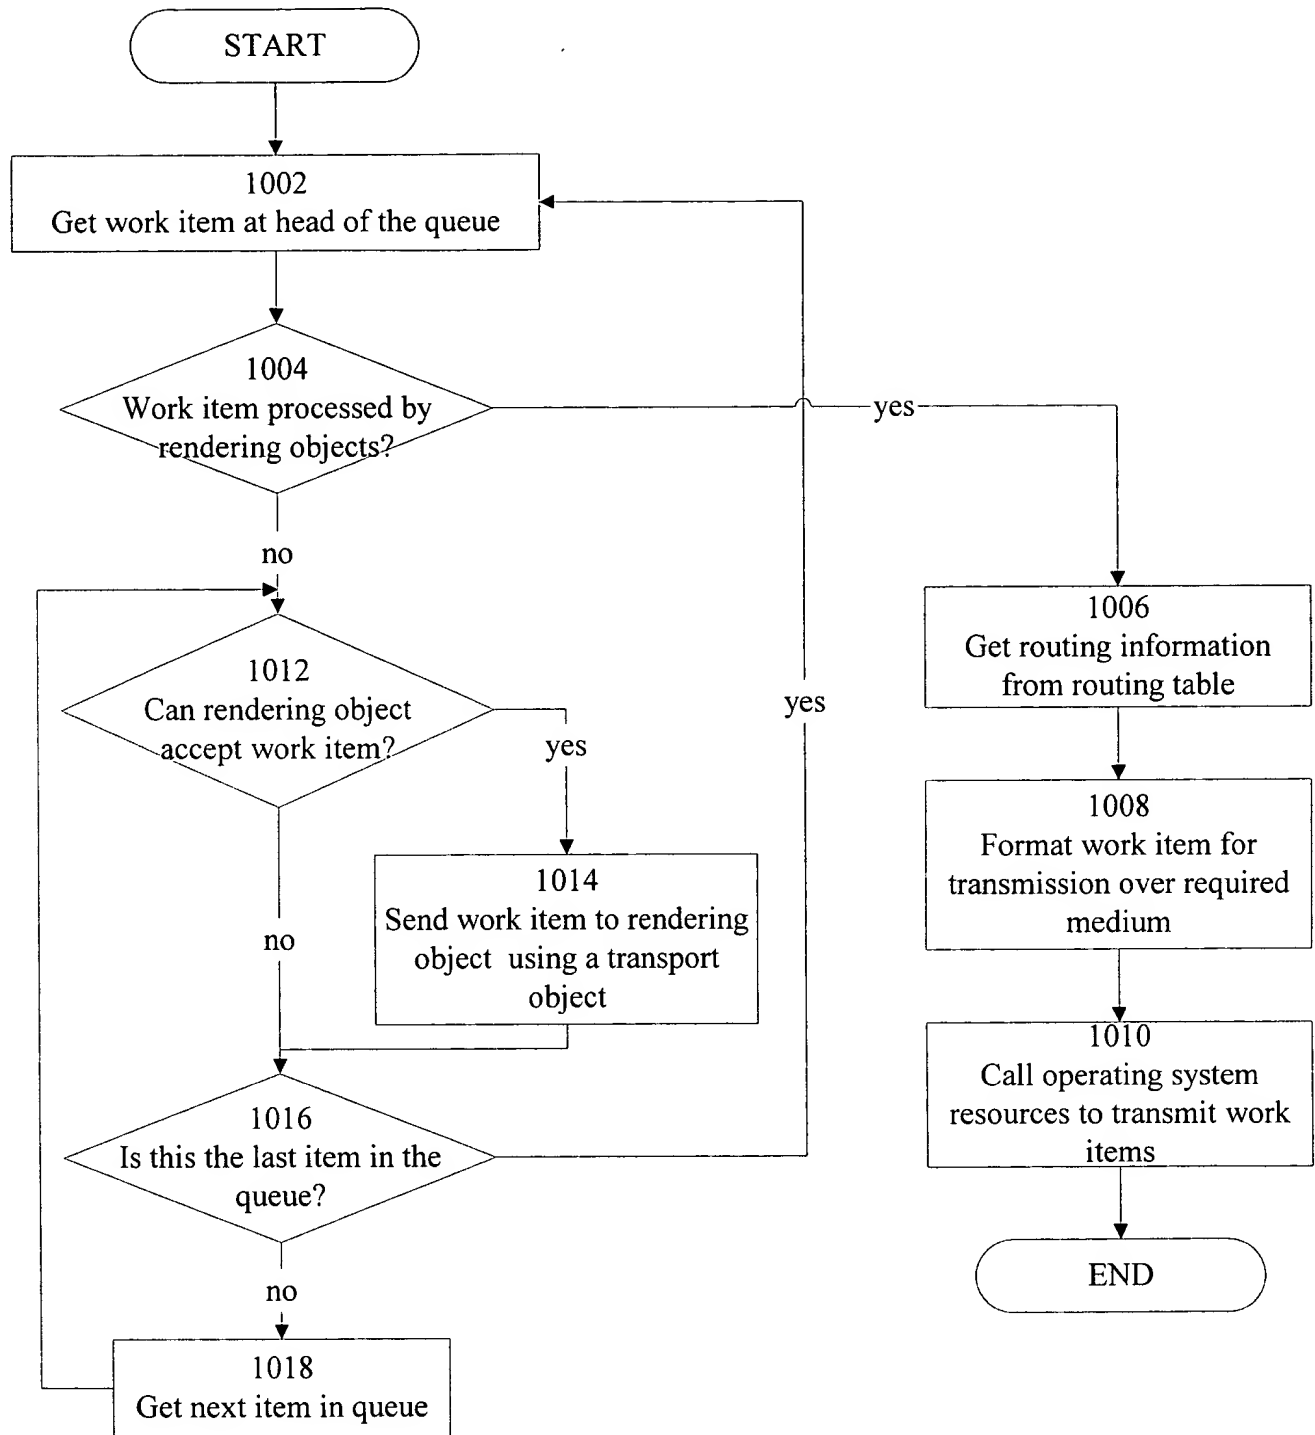 START
1002
Get work item at head of the queue
1004
Work item processed by
rendering objects?
yes
no
1012
Can rendering object
accept work item?
yes
no
1014
Send work item to rendering
object using a transport
object
1016
Is this the last item in the
queue?
yes
no
1018
Get next item in queue
1006
Get routing information
from routing table
1008
Format work item for
transmission over required
medium
1010
Call operating system
resources to transmit work
items
END